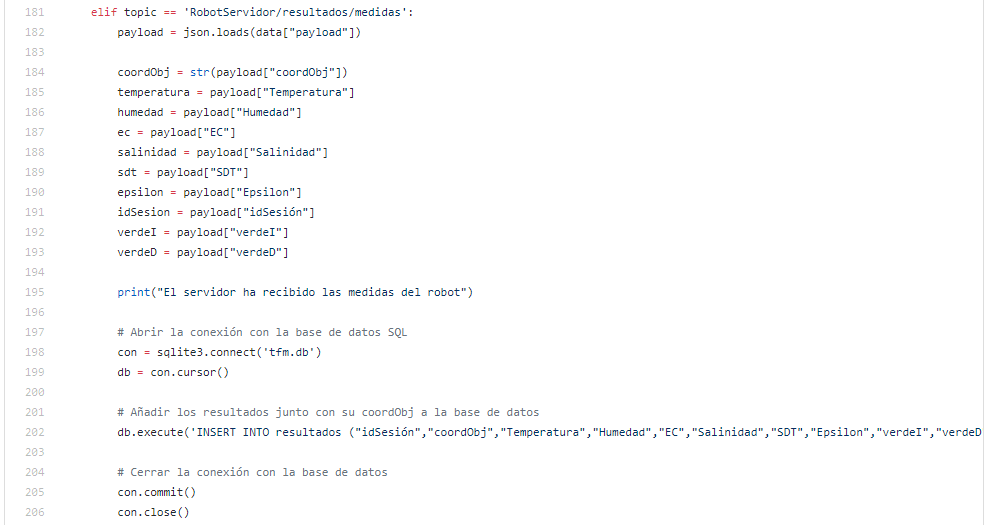 181 elif topic == 'RobotServidor/resultados/medidas':
182 payload = json.loads(data["payload"])
183
184 coordObj = str(payload["coordObj"])
185 temperatura = payload["Temperatura"]
186 humedad = payload["Humedad"]
187 ec = payload["EC"]
188 salinidad = payload["Salinidad"]
189 sdt = payload["SDT"]
190 epsilon = payload["Epsilon"]
191 idSesion = payload["idSesión"]
192 verdeI = payload["verdeI"]
193 verdeD = payload["verdeD"]
194
195 print("El servidor ha recibido las medidas del robot")
196
197 # Abrir la conexión con la base de datos SQL
198 con = sqlite3.connect('tfm.db')
199 db = con.cursor()
200
201 # Añadir los resultados junto con su coordObj a la base de datos
202 db.execute('INSERT INTO resultados ("idSesión","coordObj","Temperatura","Humedad","EC","Salinidad","SDT","Epsilon","verdeI","verdeD
203
204 # Cerrar la conexión con la base de datos
205 con.commit()
206 con.close()